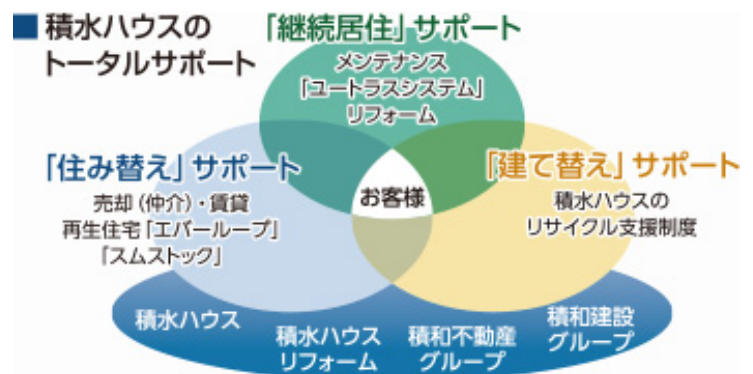 ■ 積水ハウスの
トータルサポート
「継続居住」サポート
メンテナンス
「ユートラスシステム」
リフォーム
「住み替え」サポート
売却(仲介)・賃貸
再生住宅「エバーループ」
「スムストック」
お客様
「建て替え」サポート
積水ハウスの
リサイクル支援制度
積水ハウス
積水ハウス
リフォーム
積和不動産
グループ
積和建設
グループ